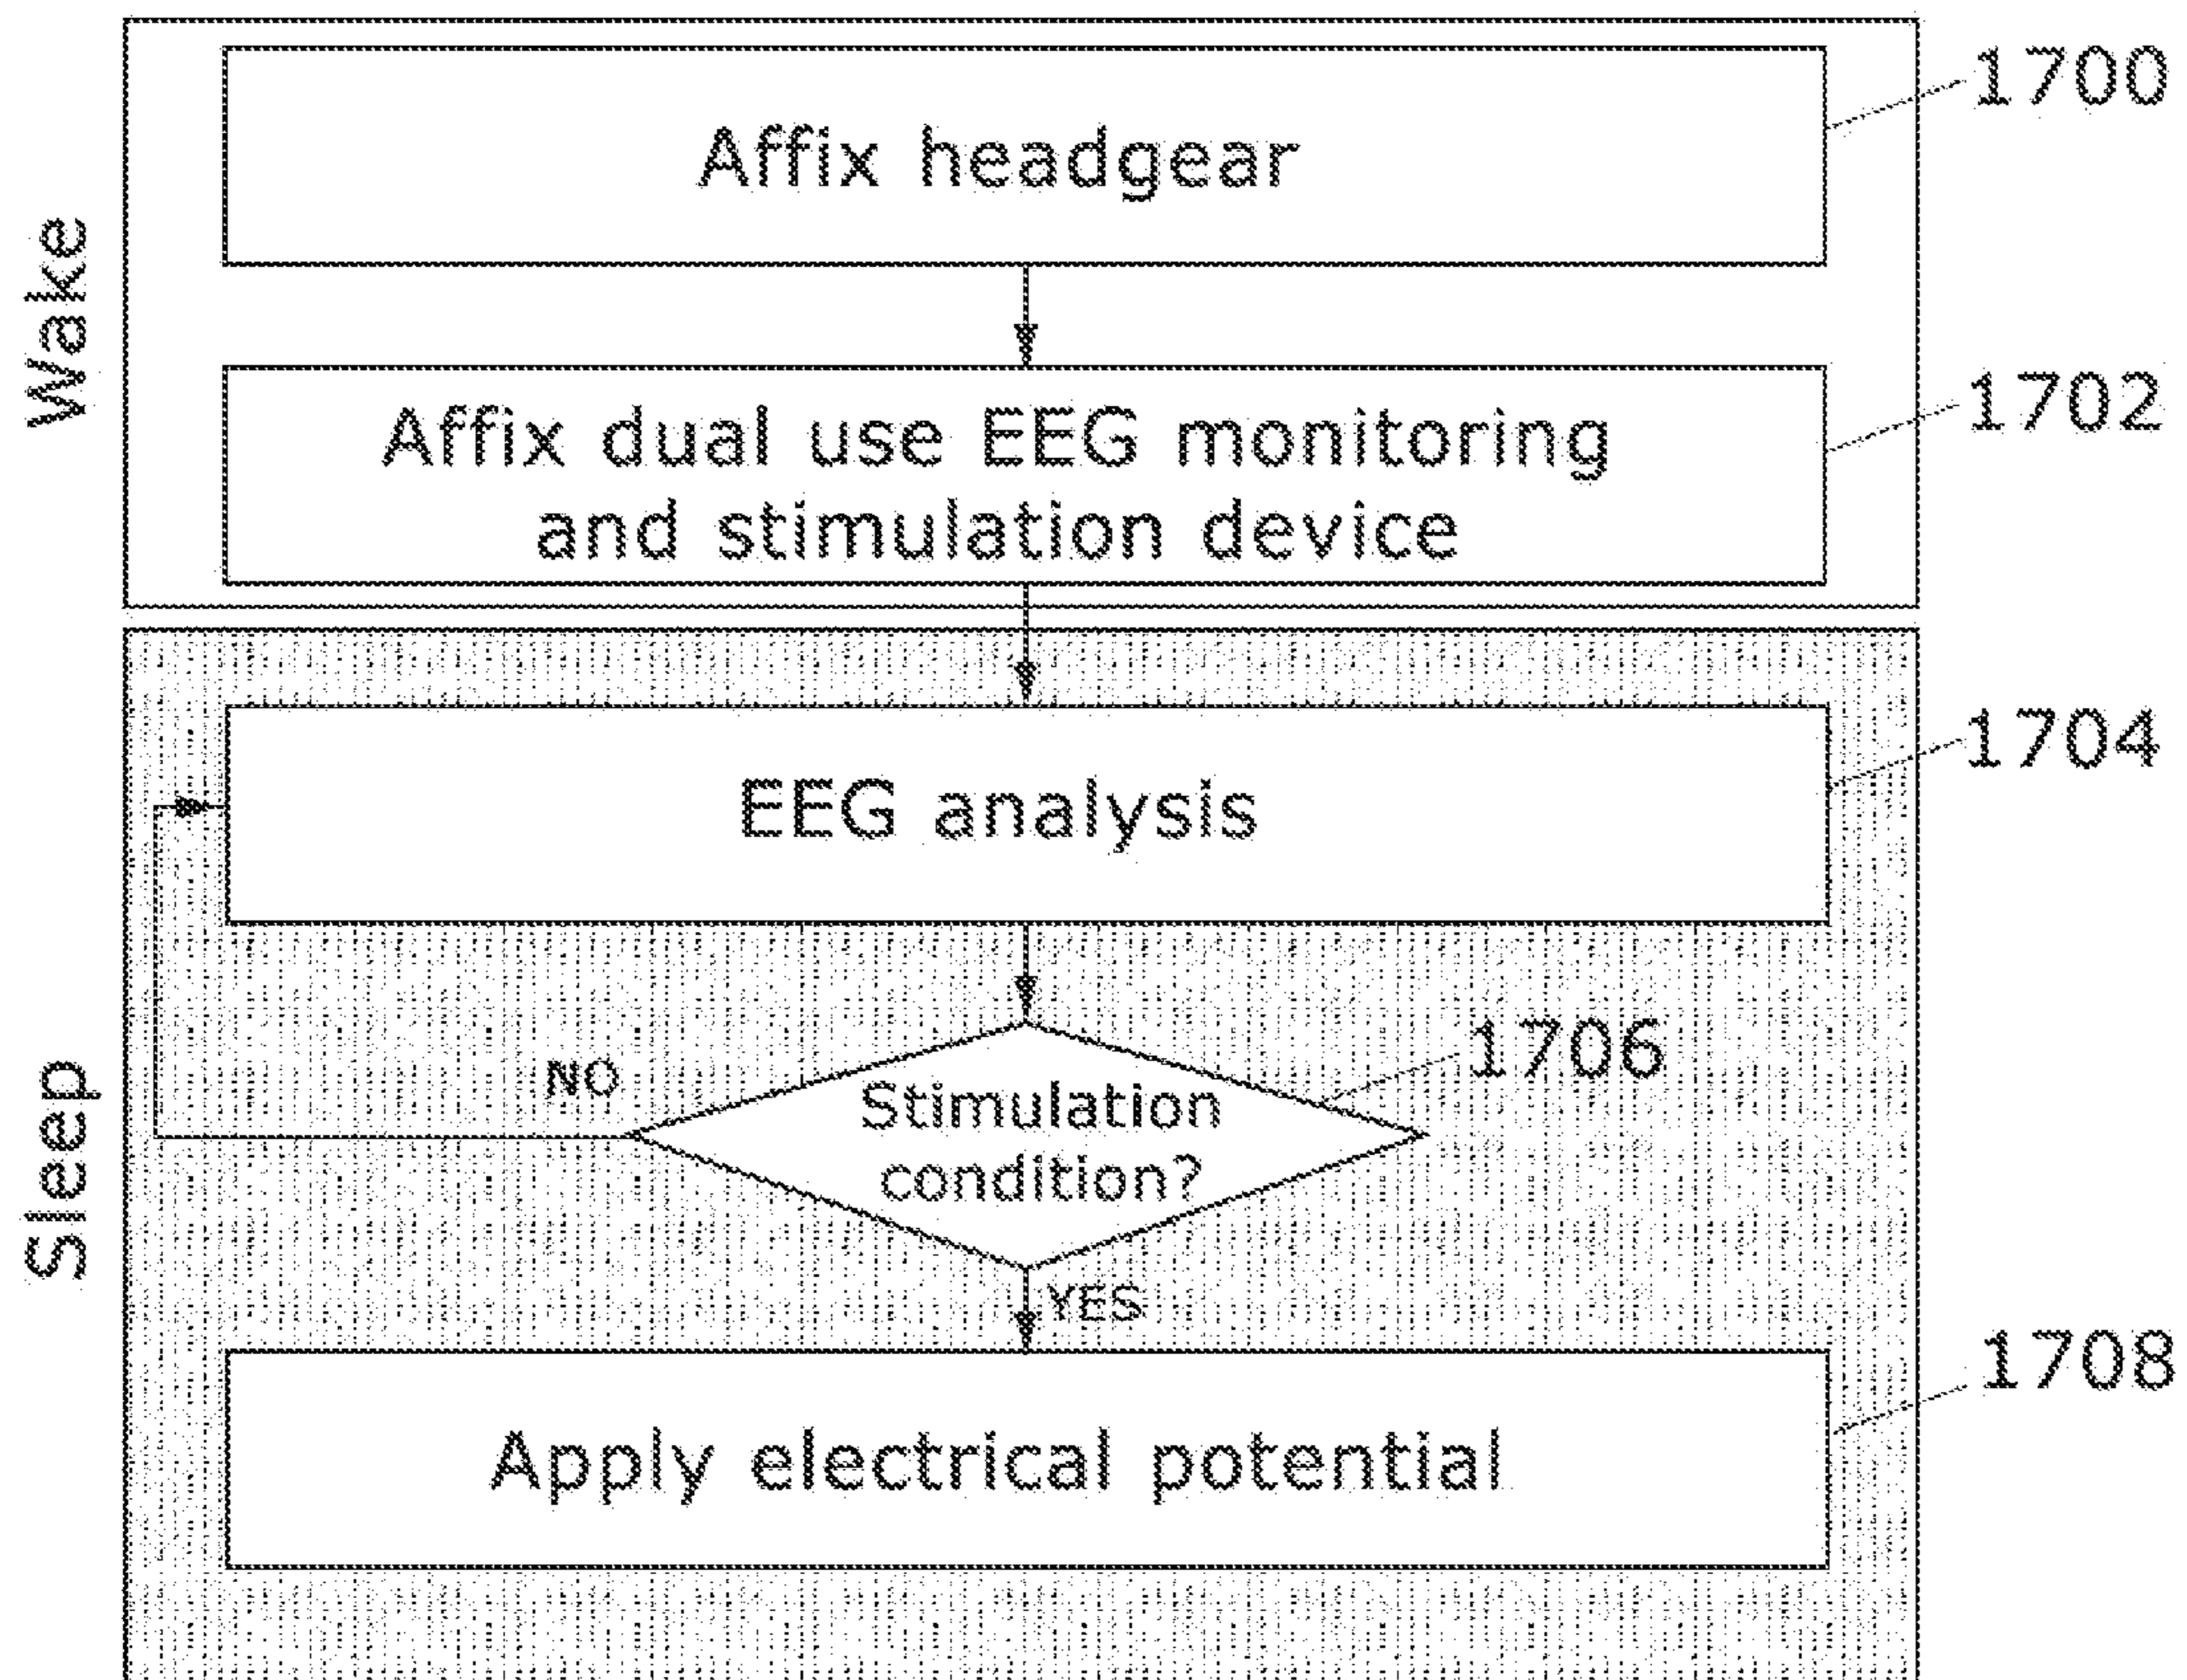 Wake
Affix headgear
1700
Affix dual use EEG monitoring
and stimulation device
1702
Sleep
EEG analysis
1704
NO
Stimulation
condition?
1706
YES
Apply electrical potential
1708